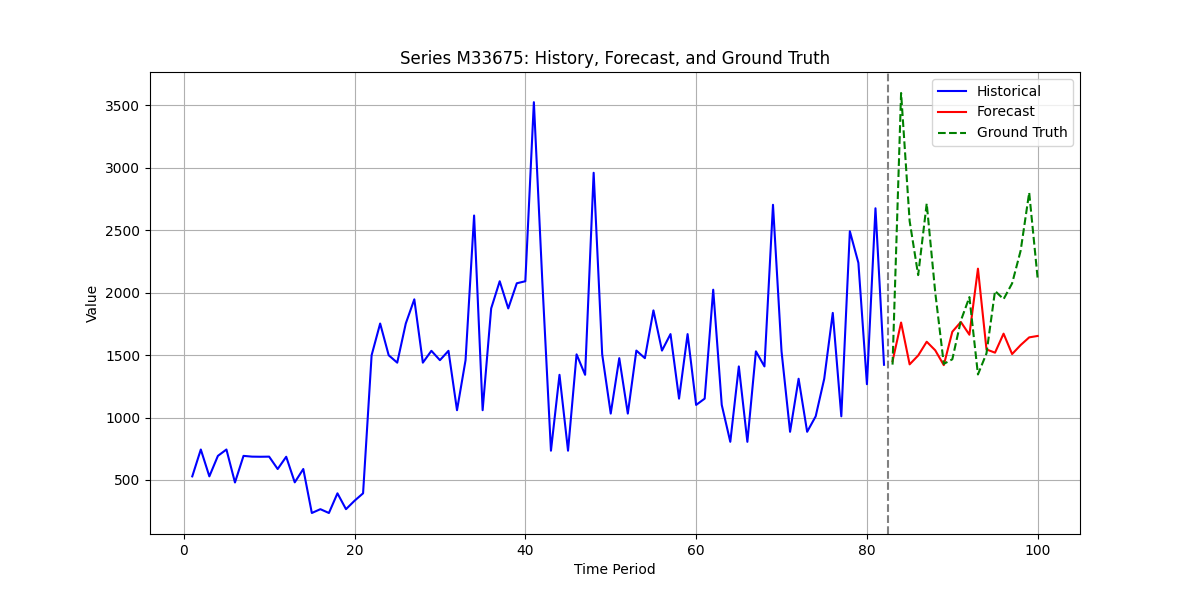 Series M33675: History, Forecast, and Ground Truth
Historical
Forecast
Ground Truth
3500
3000
2500
2000
1500
1000
500
Value
0
20
40
60
80
100
Time Period